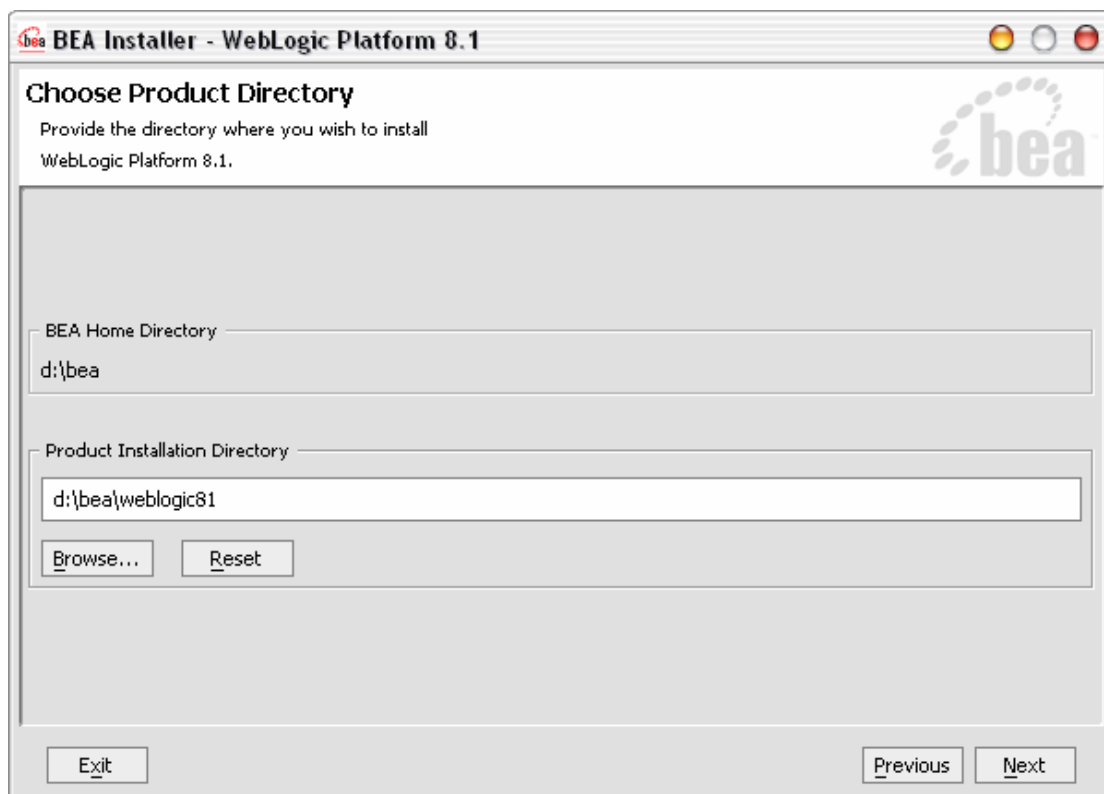 bea BEA Installer - WebLogic Platform 8.1
Choose Product Directory
Provide the directory where you wish to install
WebLogic Platform 8.1.
bea
BEA Home Directory
d:\bea
Product Installation Directory
d:\bea\weblogic81
Browse... Reset
Exit Previous Next